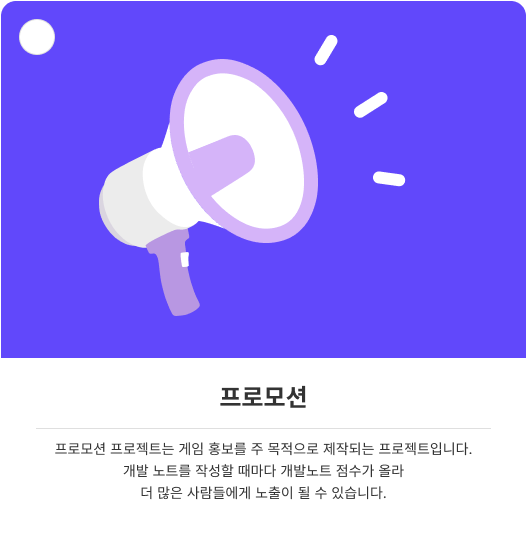 프로모션
프로모션 프로젝트는 게임 홍보를 주 목적으로 제작되는 프로젝트입니다.
개발 노트를 작성할 때마다 개발노트 점수가 올라
더 많은 사람들에게 노출이 될 수 있습니다.